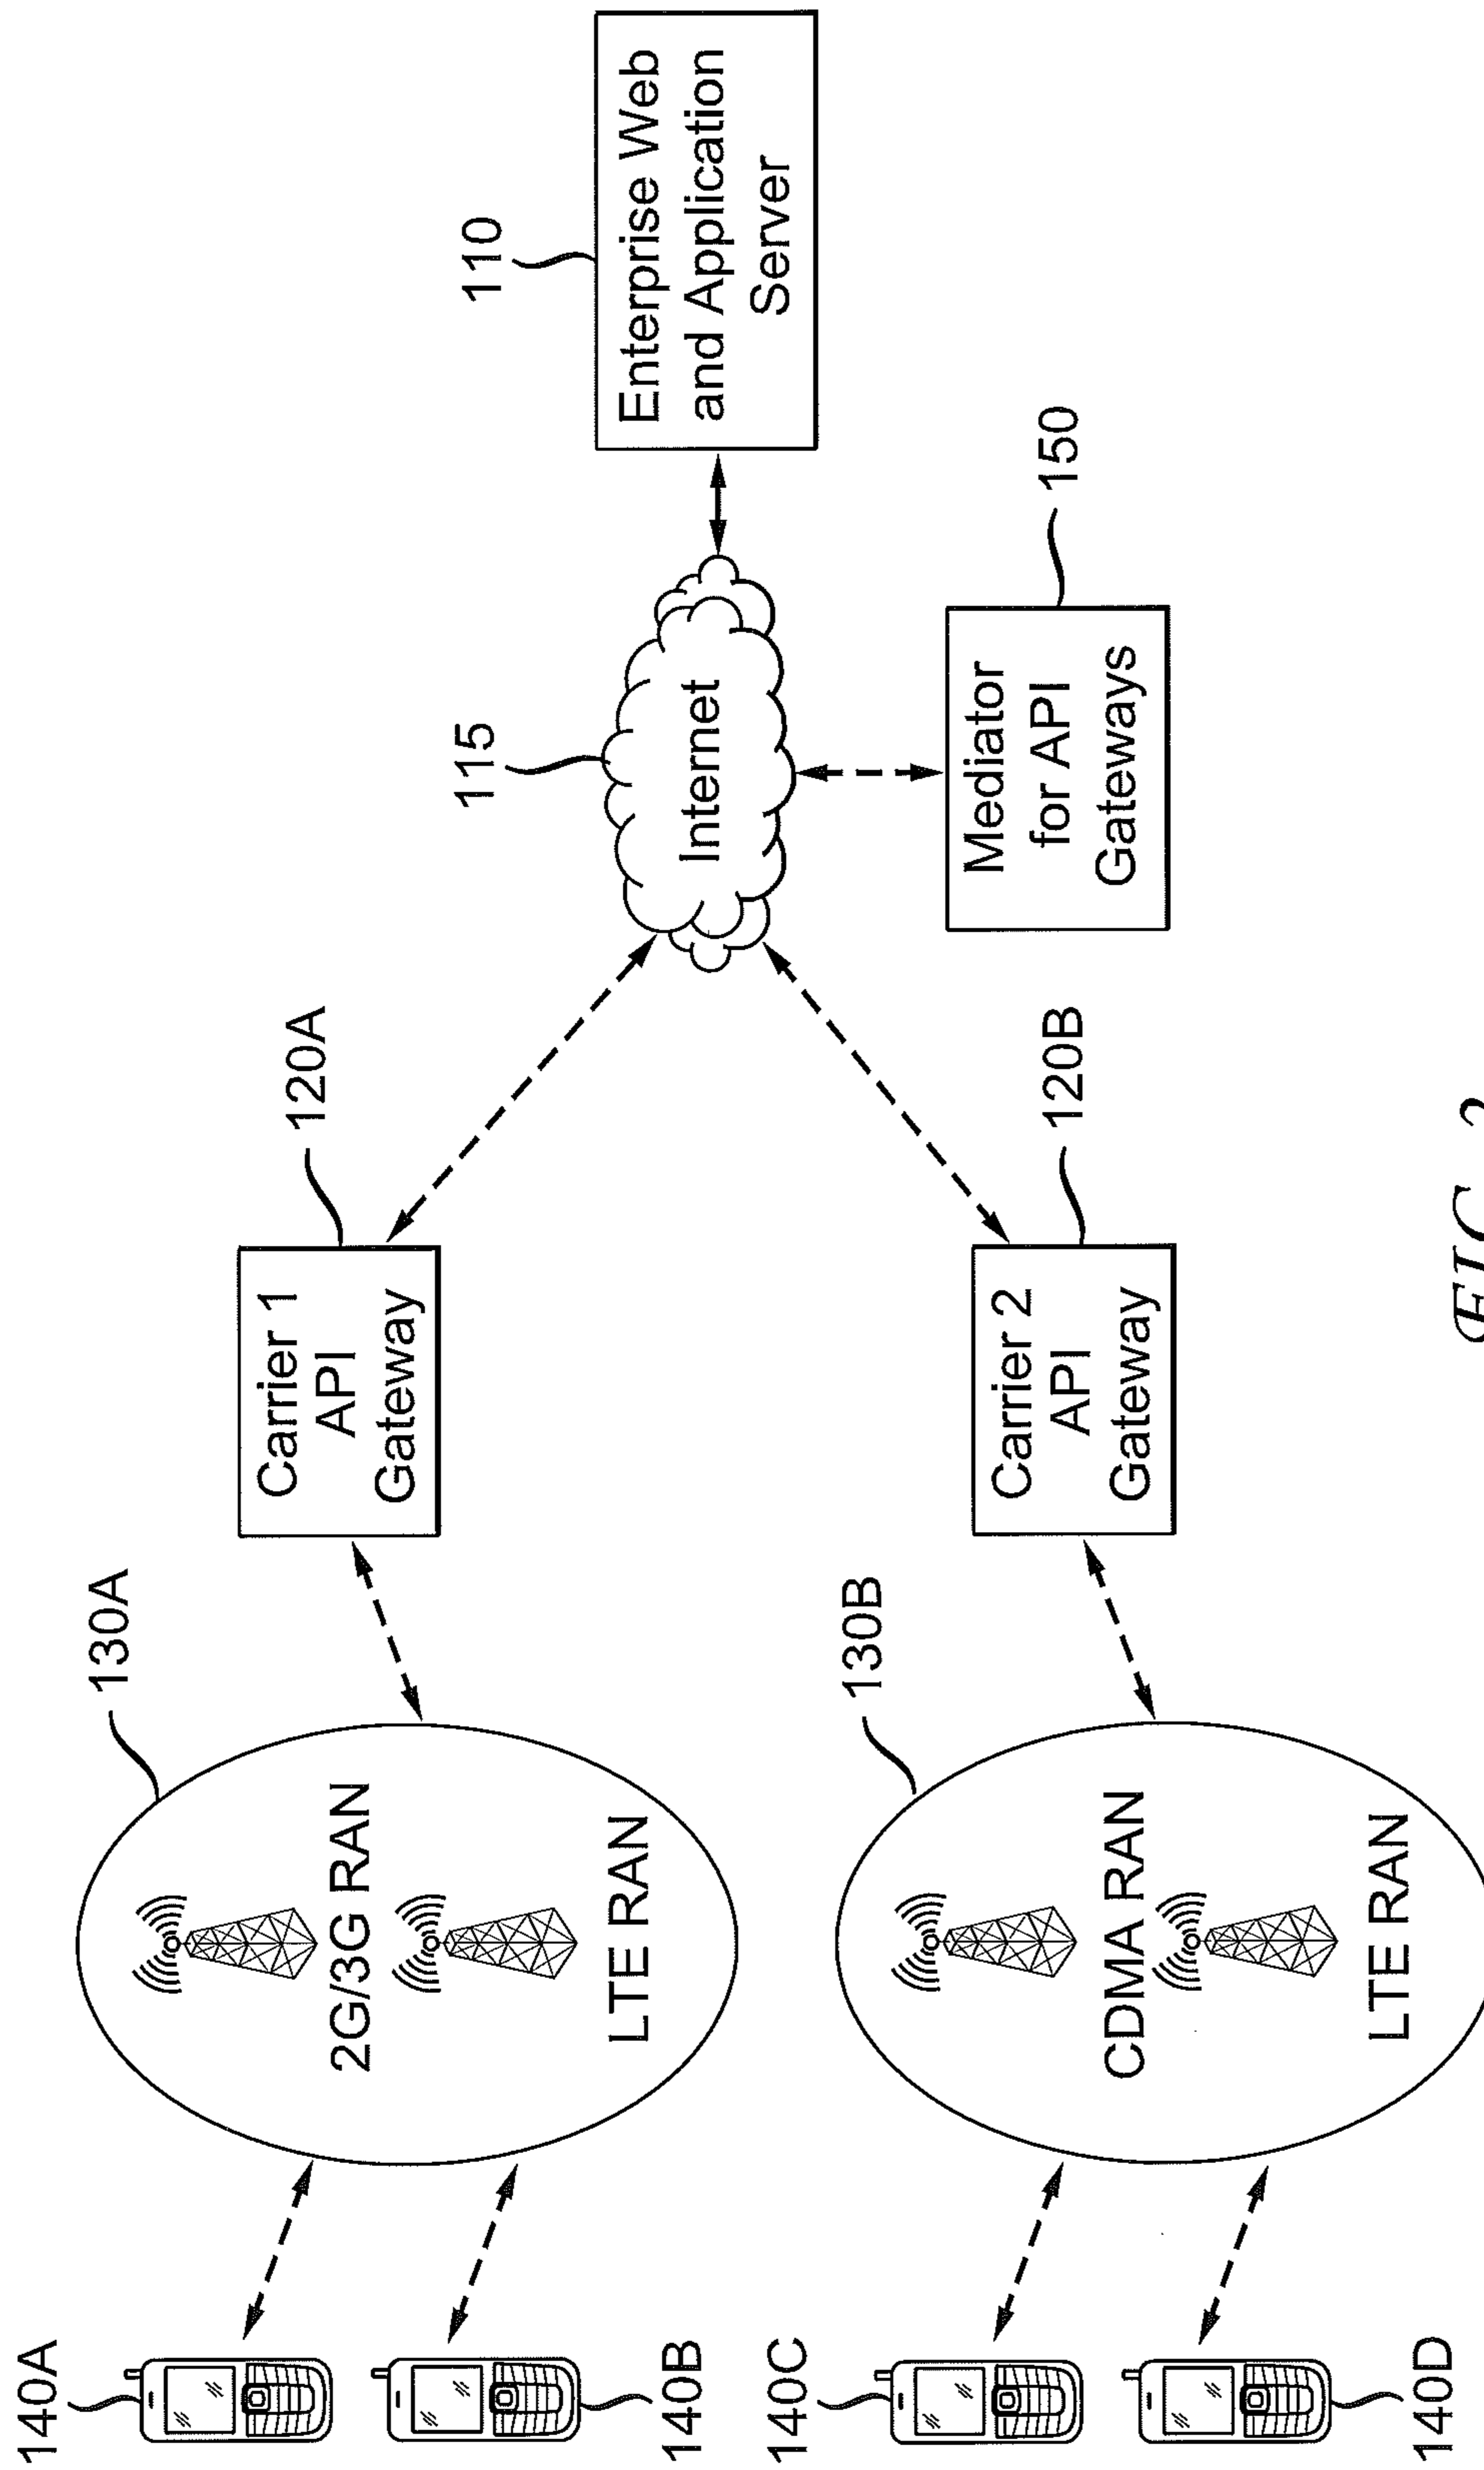 140A
140B
140C
140D
130A
2G/3G RAN
LTE RAN
130B
CDMA RAN
LTE RAN
120A
Carrier 1
API
Gateway
120B
Carrier 2
API
Gateway
115
Internet
150
Mediator
for API
Gateways
110
Enterprise Web
and Application
Server